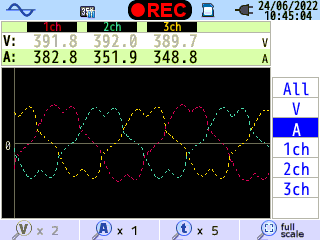 REC
24/06/2022
10:45:04
1ch 2ch 3ch
V: 391.8 392.0 389.7 V
A: 382.8 351.9 348.8 A
0
All
V
A
1ch
2ch
3ch
V x 2 A x 1 t x 5 full
scale